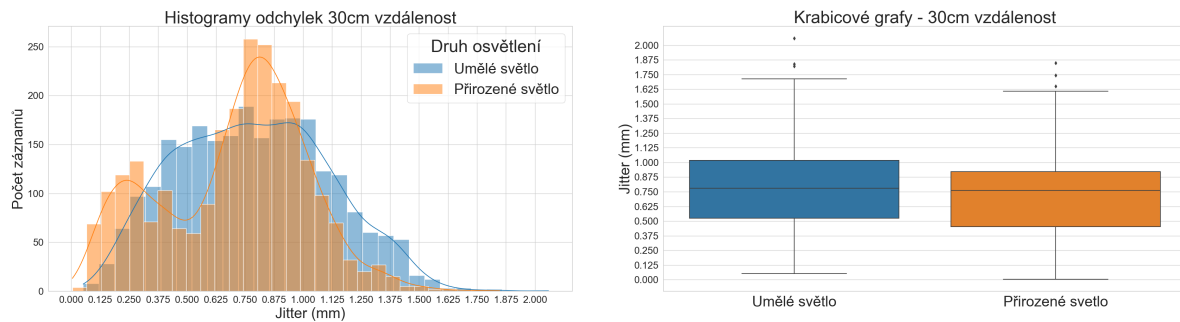 Histogramy odchylek 30cm vzdálenost
Počet záznamů
250
200
150
100
50
0
Druh osvětlení
Umělé světlo
Přirozené světlo
0.000 0.125 0.250 0.375 0.500 0.625 0.750 0.875 1.000 1.125 1.250 1.375 1.500 1.625 1.750 1.875 2.000
Jitter (mm)
Krabicové grafy - 30cm vzdálenost
Jitter (mm)
2.000
1.875
1.750
1.625
1.500
1.375
1.250
1.125
1.000
0.875
0.750
0.625
0.500
0.375
0.250
0.125
0.000
Umělé světlo Přirozené svetlo